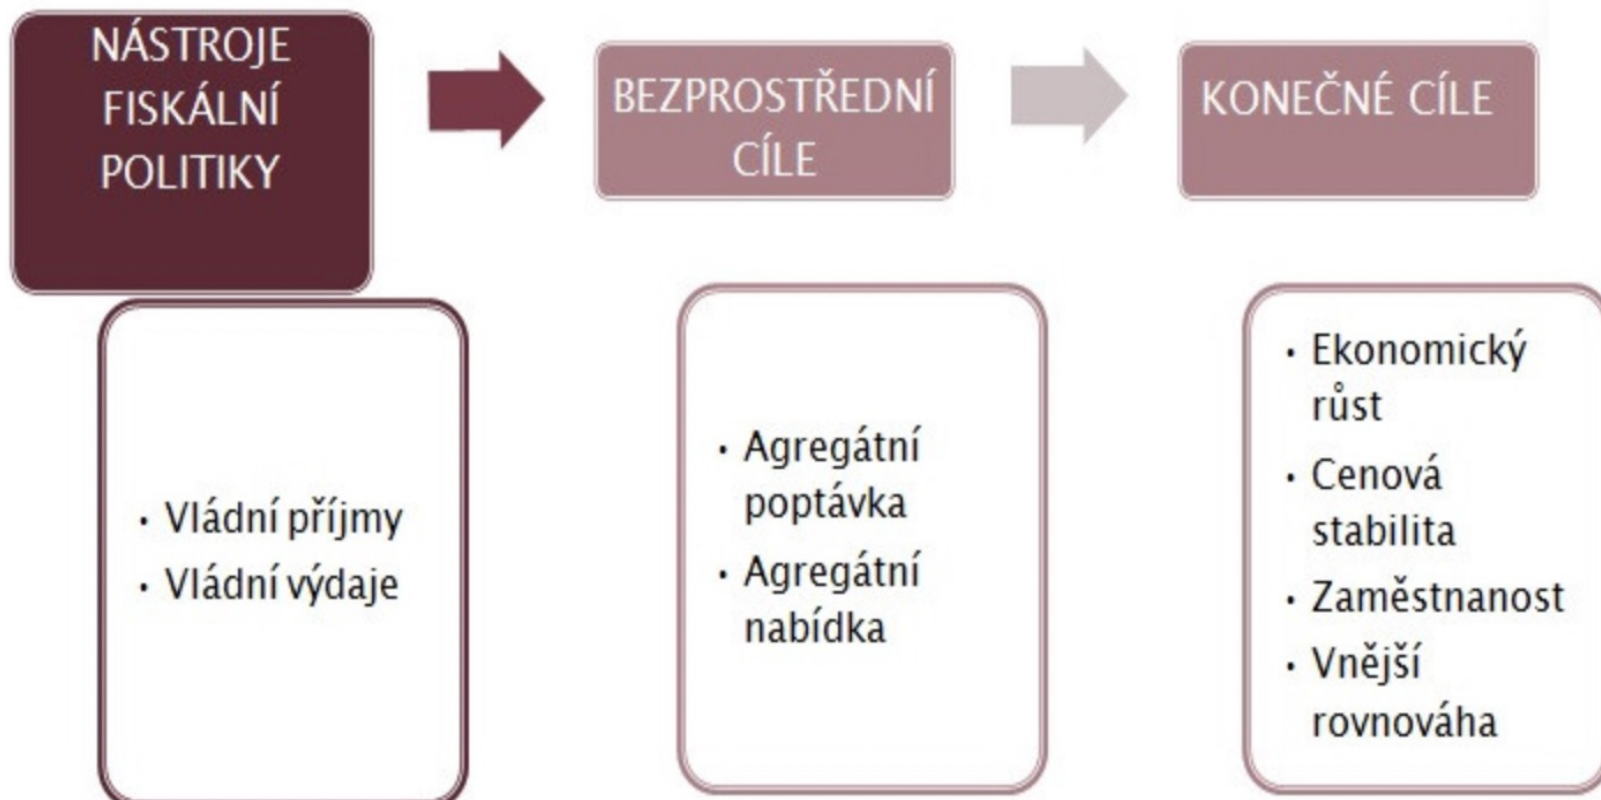 NÁSTROJE
FISKÁLNÍ
POLITIKY
BEZPROSTŘEDNÍ
CÍLE
KONEČNÉ CÍLE
• Vládní příjmy
• Vládní výdaje
• Agregátní
poptávka
• Agregátní
nabídka
• Ekonomický
růst
• Cenová
stabilita
• Zaměstnanost
• Vnější
rovnováha